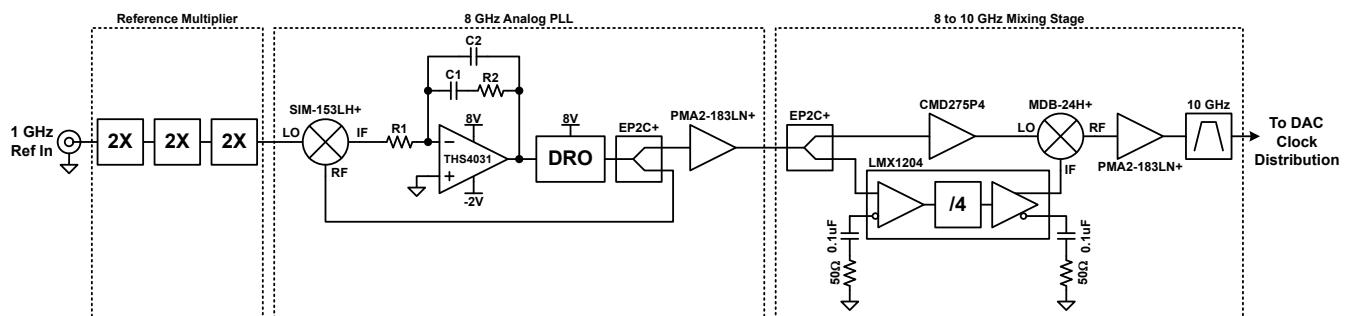 Reference Multiplier
8 GHz Analog PLL
8 to 10 GHz Mixing Stage
1 GHz
Ref In
2X
2X
2X
SIM-153LH+
LO
IF
RF
R1
C2
C1
R2
8V
THS4031
-2V
8V
DRO
EP2C+
PMA2-183LN+
EP2C+
CMD275P4
LMX1204
/4
0.1uF
50Ω
0.1uF
50Ω
MDB-24H+
LO
RF
IF
PMA2-183LN+
10 GHz
To DAC
Clock
Distribution